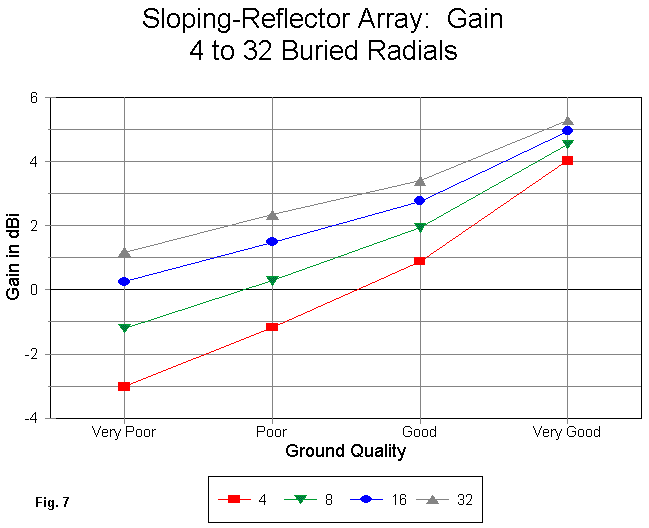 Sloping-Reflector Array:  Gain
4 to 32 Buried Radials
6
4
2
0
-2
-4
Gain in dBi
Very Poor
Poor
Good
Very Good
Ground Quality
Fig. 7
4
8
16
32